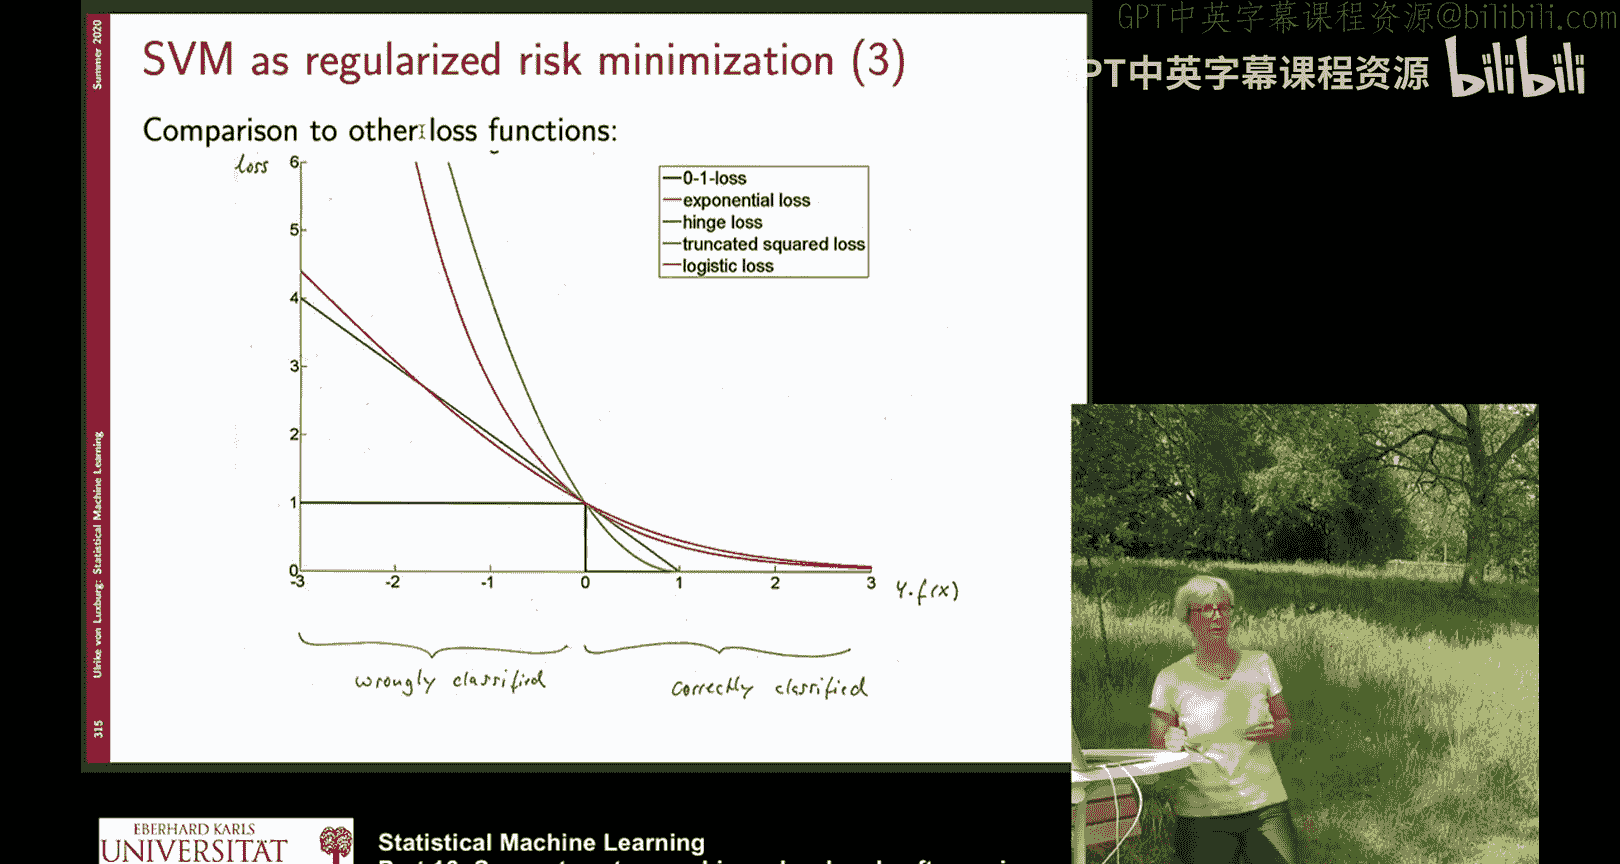 GPT中英字幕课程资源@bilibili.com
PT中英字幕课程资源 bilibili
Summer 2020
SVM as regularized risk minimization (3)
Comparison to other loss functions:
loss
6
5
4
3
2
1
0
0-1-loss
exponential loss
hinge loss
truncated squared loss
logistic loss
-3 -2 -1 0 1 2 3
Y·f(x)
wrongly classified
correctly classified
Ulrike von Luxburg: Statistical Machine Learning
315
EBERHARD KARLS
UNIVERSITÄT
Statistical Machine Learning